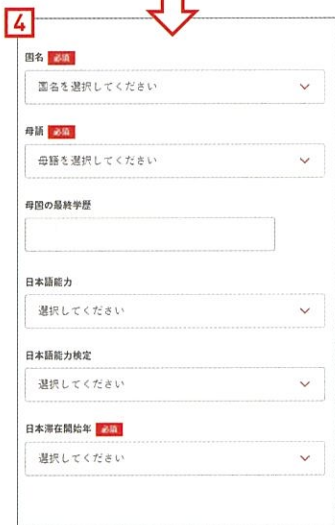 4
国名 必須
国名を選択してください
母語 必須
母語を選択してください
母国の最終学歴
日本語能力
選択してください
日本語能力検定
選択してください
日本滞在開始年 必須
選択してください